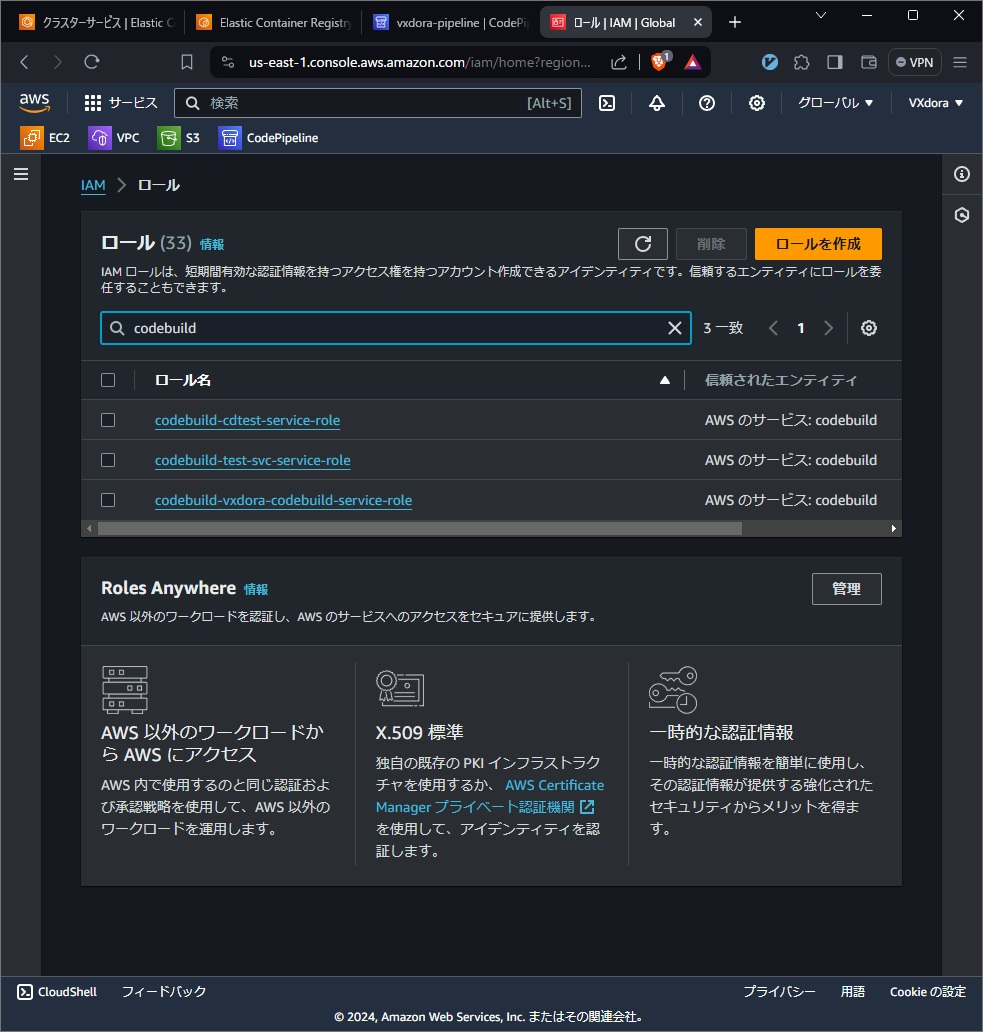 クラスターサービス | Elastic C
Elastic Container Registry
vxdora-pipeline | CodePi
ロール | IAM | Global
us-east-1.console.aws.amazon.com/iam/home?region...
1
VPN
aws
サービス
検索
[Alt+S]
グローバル
VXdora
EC2
VPC
S3
CodePipeline
IAM
ロール
ロール (33) 情報
削除
ロールを作成
IAM ロールは、短期間有効な認証情報を持つアクセス権を持つアカウント作成できるアイデンティティです。信頼するエンティティにロールを委
任することもできます。
codebuild
3 一致
1
ロール名
信頼されたエンティティ
codebuild-cdtest-service-role
AWS のサービス: codebuild
codebuild-test-svc-service-role
AWS のサービス: codebuild
codebuild-vxdora-codebuild-service-role
AWS のサービス: codebuild
Roles Anywhere 情報
管理
AWS 以外のワークロードを認証し、AWS のサービスへのアクセスをセキュアに提供します。
AWS 以外のワークロードか
ら AWS にアクセス
AWS 内で使用するのと同じ認証およ
び承認戦略を使用して、AWS 以外の
ワークロードを運用します。
X.509 標準
独自の既存の PKI インフラストラク
チャを使用するか、 AWS Certificate
Manager プライベート認証機関
を使用して、アイデンティティを認
証します。
一時的な認証情報
一時的な認証情報を簡単に使用し、
その認証情報が提供する強化された
セキュリティからメリットを得ま
す。
CloudShell
フィードバック
プライバシー
用語
Cookie の設定
© 2024, Amazon Web Services, Inc. またはその関連会社。